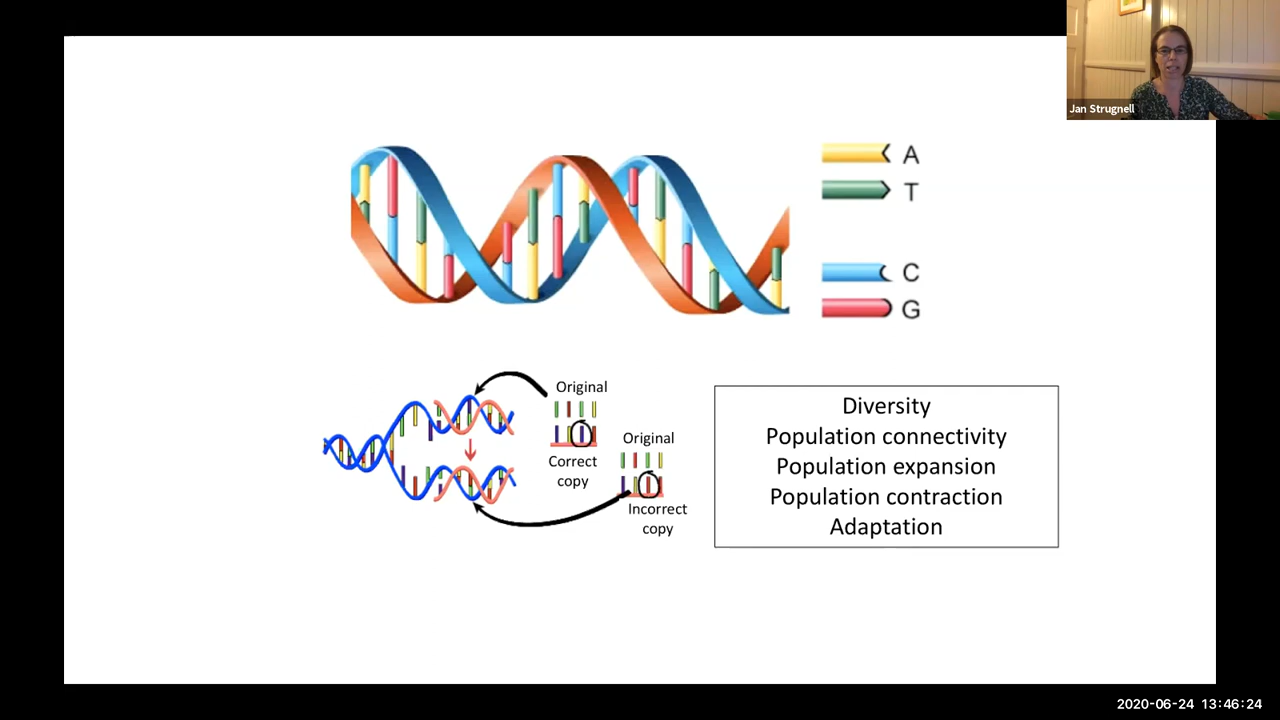 Jan Strugnell
A
T
C
G
Original
Correct
copy
Original
Incorrect
copy
Diversity
Population connectivity
Population expansion
Population contraction
Adaptation
2020-06-24 13:46:24